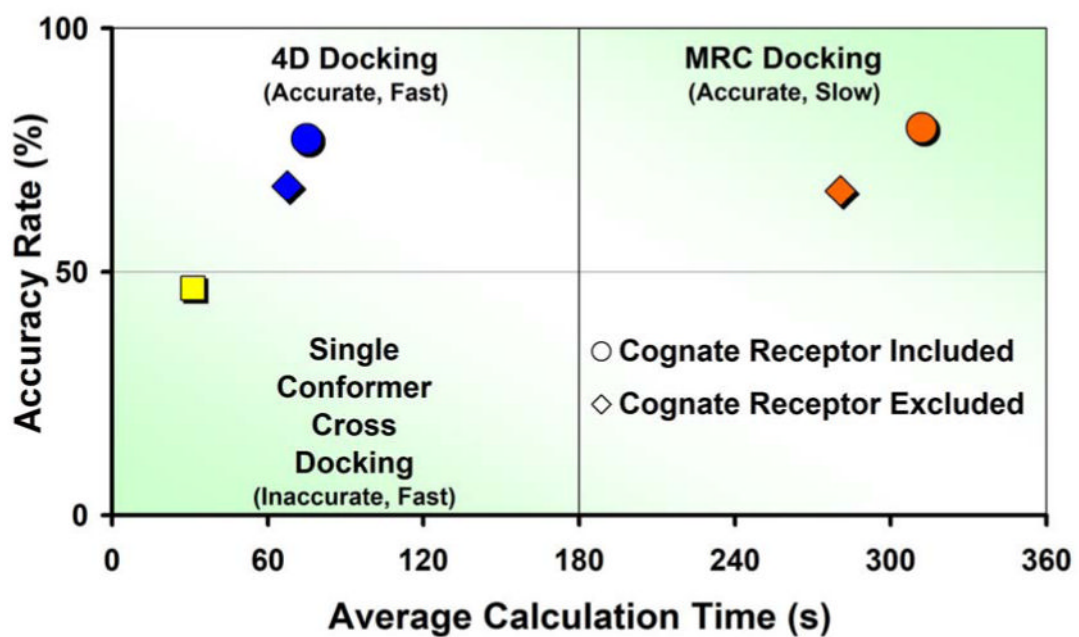 100
50
0
Accuracy Rate (%)
4D Docking
(Accurate, Fast)
MRC Docking
(Accurate, Slow)
Single
Conformer
Cross
Docking
(Inaccurate, Fast)
Cognate Receptor Included
Cognate Receptor Excluded
0 60 120 180 240 300 360
Average Calculation Time (s)